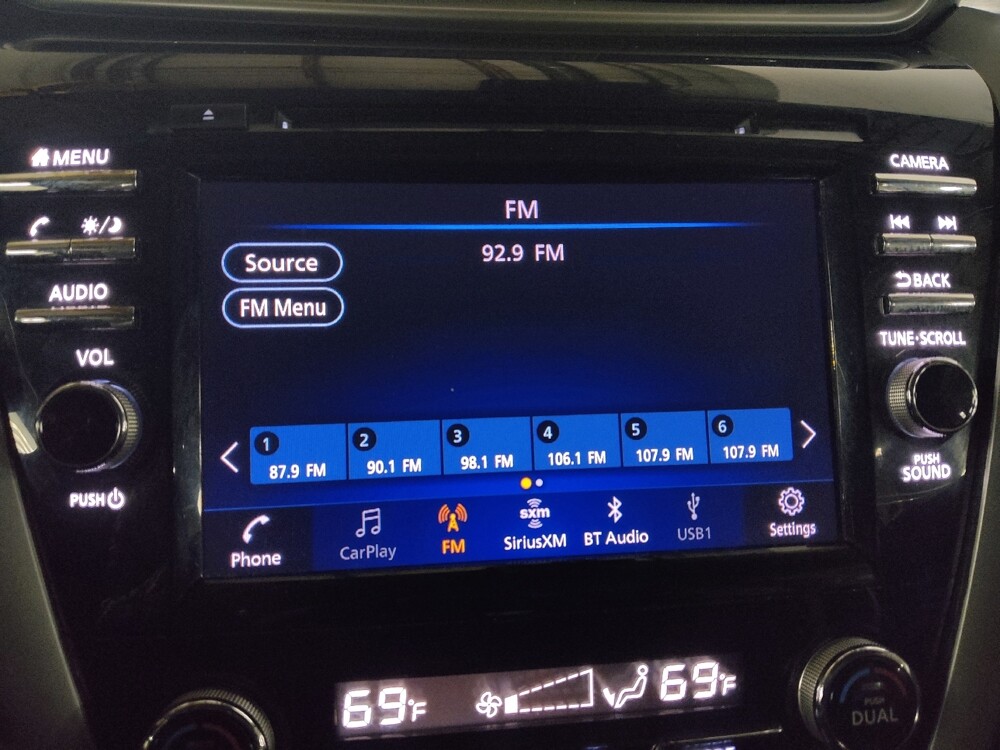 MENU
AUDIO
VOL
PUSH
CAMERA
BACK
TUNE·SCROLL
PUSH
SOUND
FM
92.9 FM
Source
FM Menu
1
87.9 FM
2
90.1 FM
3
98.1 FM
4
106.1 FM
5
107.9 FM
6
107.9 FM
Phone
CarPlay
FM
sxm
SiriusXM
BT Audio
USB1
Settings
69°F
69°F
PUSH
DUAL